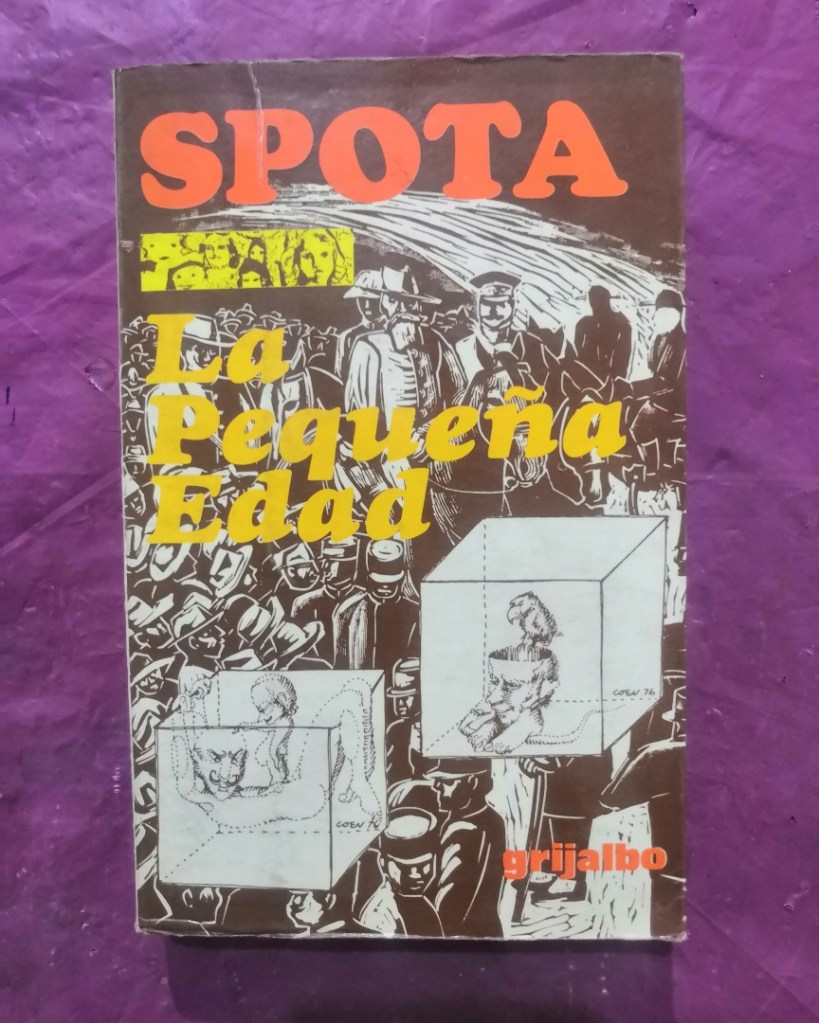 SPOTA
La
Pequeña
Edad
COEN 76
COEN 76
grijalbo